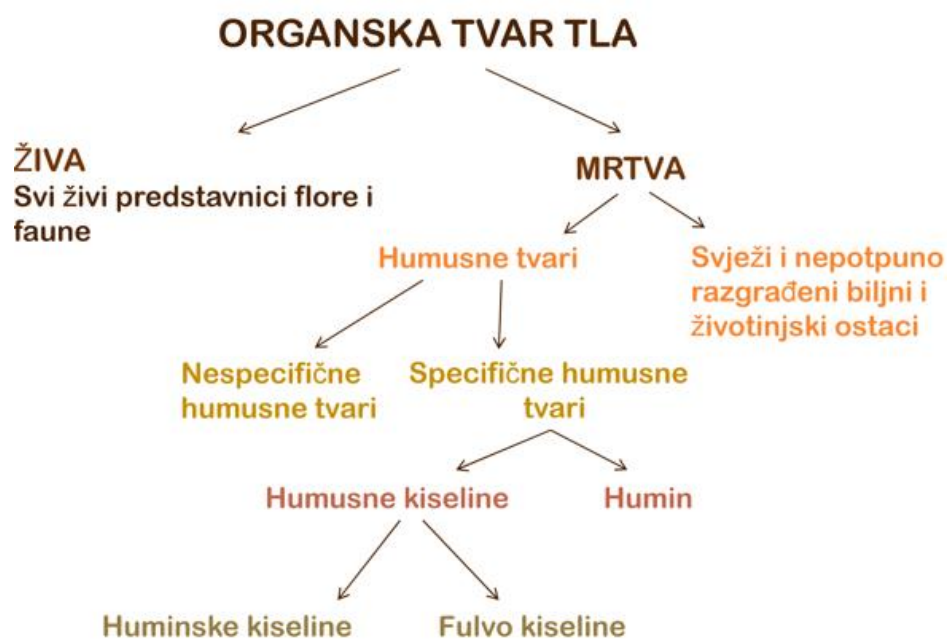 ORGANSKA TVAR TLA
ŽIVA
Svi živi predstavnici flore i
faune
MRTVA
Humusne tvari
Svježi i nepotpuno
razgrađeni biljni i
životinjski ostaci
Nespecifične
humusne tvari
Specifične humusne
tvari
Humusne kiseline
Humin
Huminske kiseline
Fulvo kiseline